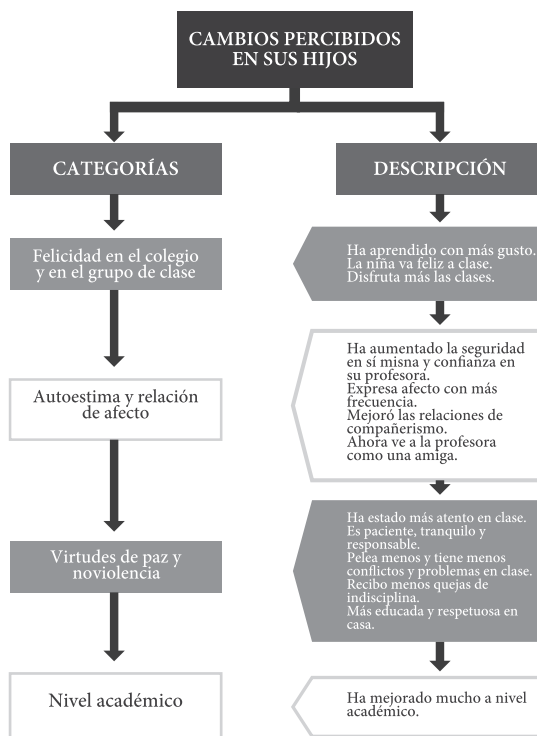 CAMBIOS PERCIBIDOS
EN SUS HIJOS
CATEGORÍAS
DESCRIPCIÓN
Felicidad en el colegio
y en el grupo de clase
Ha aprendido con más gusto.
La niña va feliz a clase.
Disfruta más las clases.
Autoestima y relación
de afecto
Ha aumentado la seguridad
en sí misna y confianza en
su profesora.
Expresa afecto con más
frecuencia.
Mejoró las relaciones de
compañerismo.
Ahora ve a la profesora
como una amiga.
Virtudes de paz y
noviolencia
Ha estado más atento en clase.
Es paciente, tranquilo y
responsable.
Pelea menos y tiene menos
conflictos y problemas en clase.
Recibo menos quejas de
indisciplina.
Más educada y respetuosa en
casa.
Nivel académico
Ha mejorado mucho a nivel
académico.